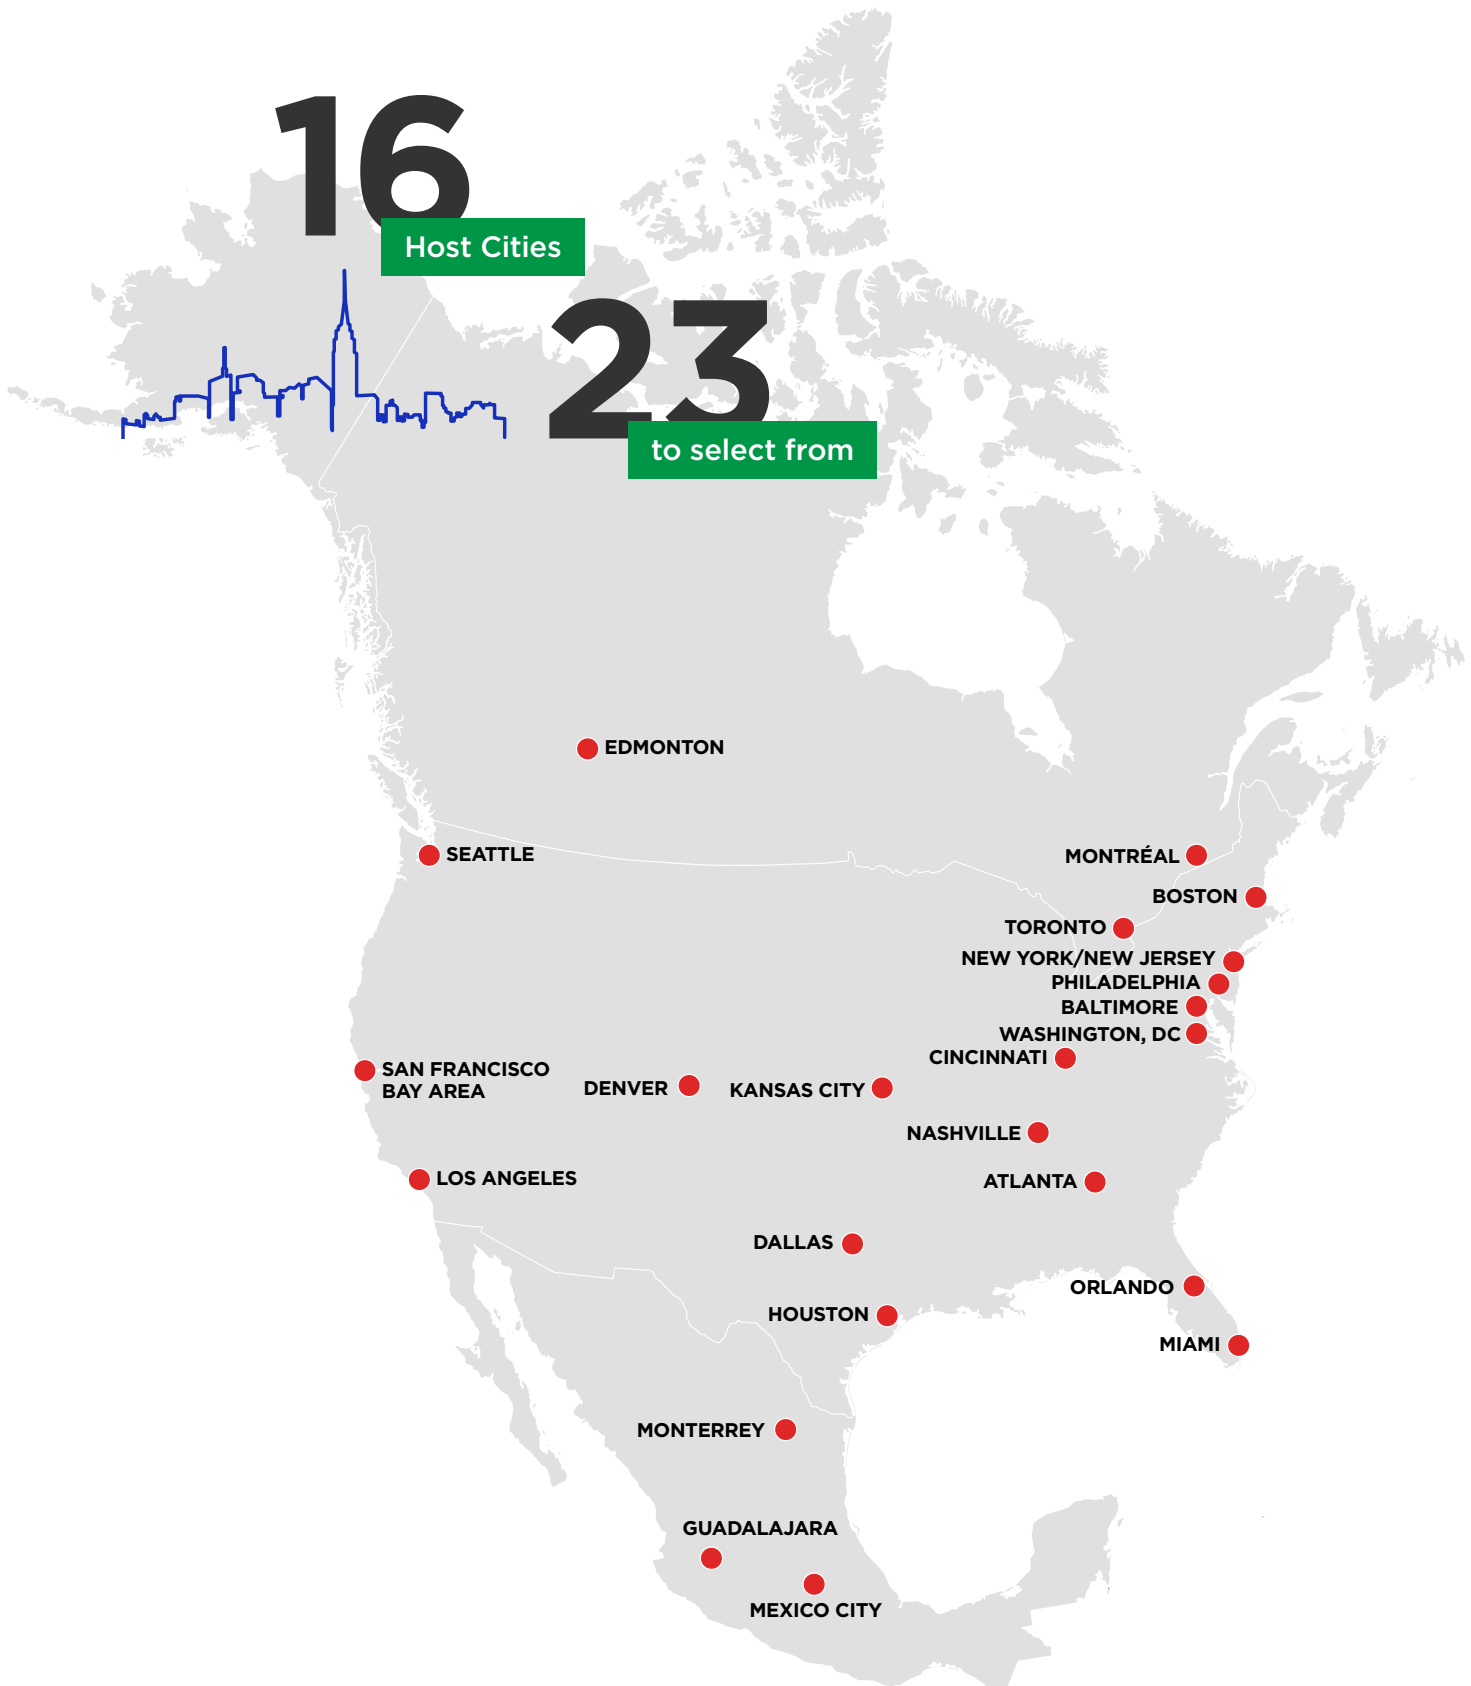 16
Host Cities
23
to select from
EDMONTON
SEATTLE
MONTRÉAL
BOSTON
TORONTO
NEW YORK/NEW JERSEY
PHILADELPHIA
BALTIMORE
WASHINGTON, DC
CINCINNATI
SAN FRANCISCO
BAY AREA
DENVER
KANSAS CITY
NASHVILLE
LOS ANGELES
ATLANTA
DALLAS
ORLANDO
HOUSTON
MIAMI
MONTERREY
GUADALAJARA
MEXICO CITY